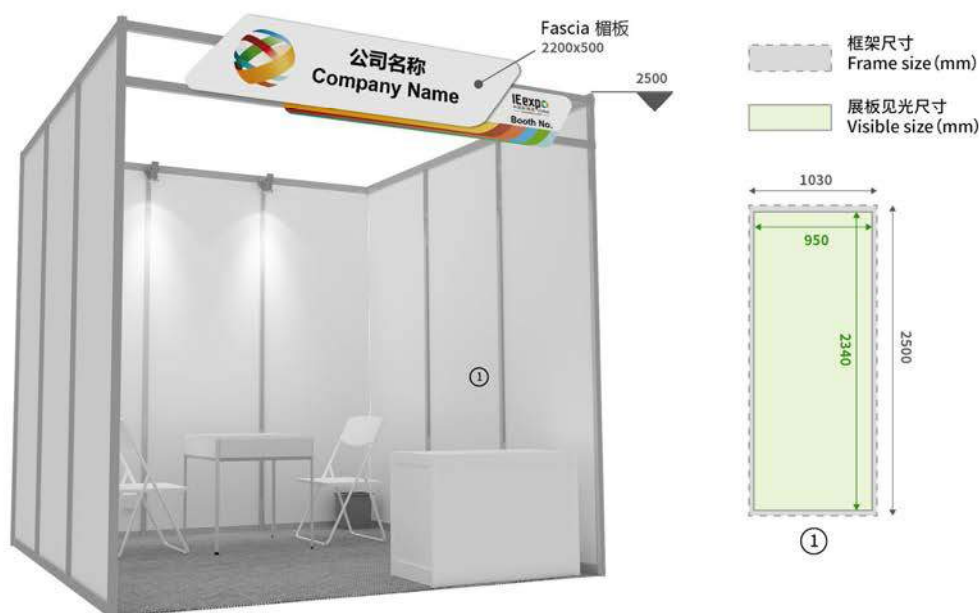 公司名称
Company Name
IEexpo
Booth No.
Fascia 楣板
2200x500
2500
①
框架尺寸
Frame size (mm)
展板见光尺寸
Visible size (mm)
1030
950
2340
2500
①